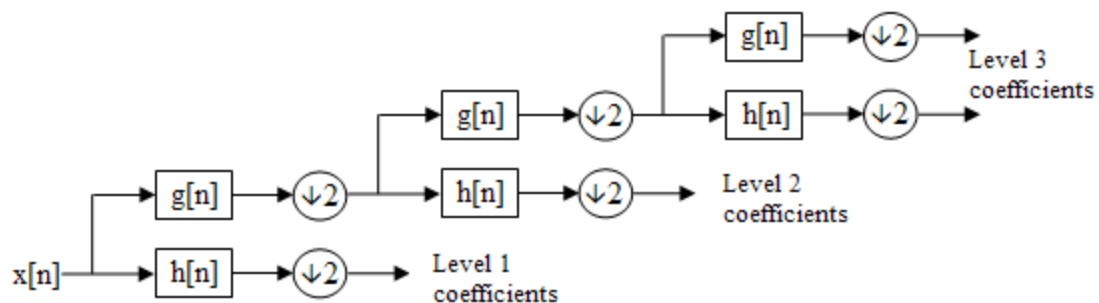 g[n] ↓2
Level 3
coefficients
g[n] ↓2 h[n] ↓2
g[n] ↓2 h[n] ↓2
Level 2
coefficients
x[n] h[n] ↓2
Level 1
coefficients